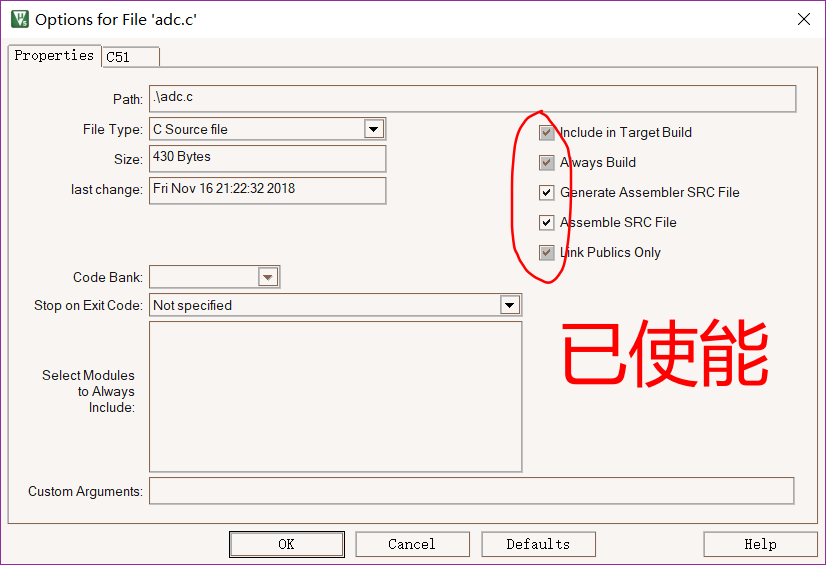 Options for File 'adc.c'
Properties
C51
Path: .\adc.c
File Type: C Source file
Size: 430 Bytes
last change: Fri Nov 16 21:22:32 2018
Include in Target Build
Always Build
Generate Assembler SRC File
Assemble SRC File
Link Publics Only
Code Bank:
Stop on Exit Code: Not specified
Select Modules
to Always
Include:
已使能
Custom Arguments:
OK
Cancel
Defaults
Help